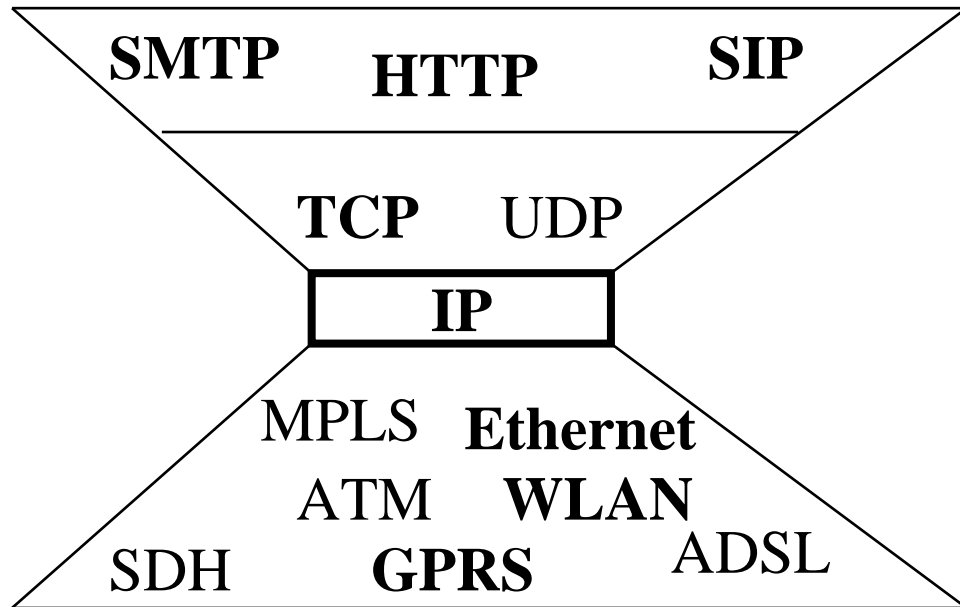 SMTP HTTP SIP
TCP UDP
IP
MPLS Ethernet
ATM WLAN
SDH GPRS ADSL